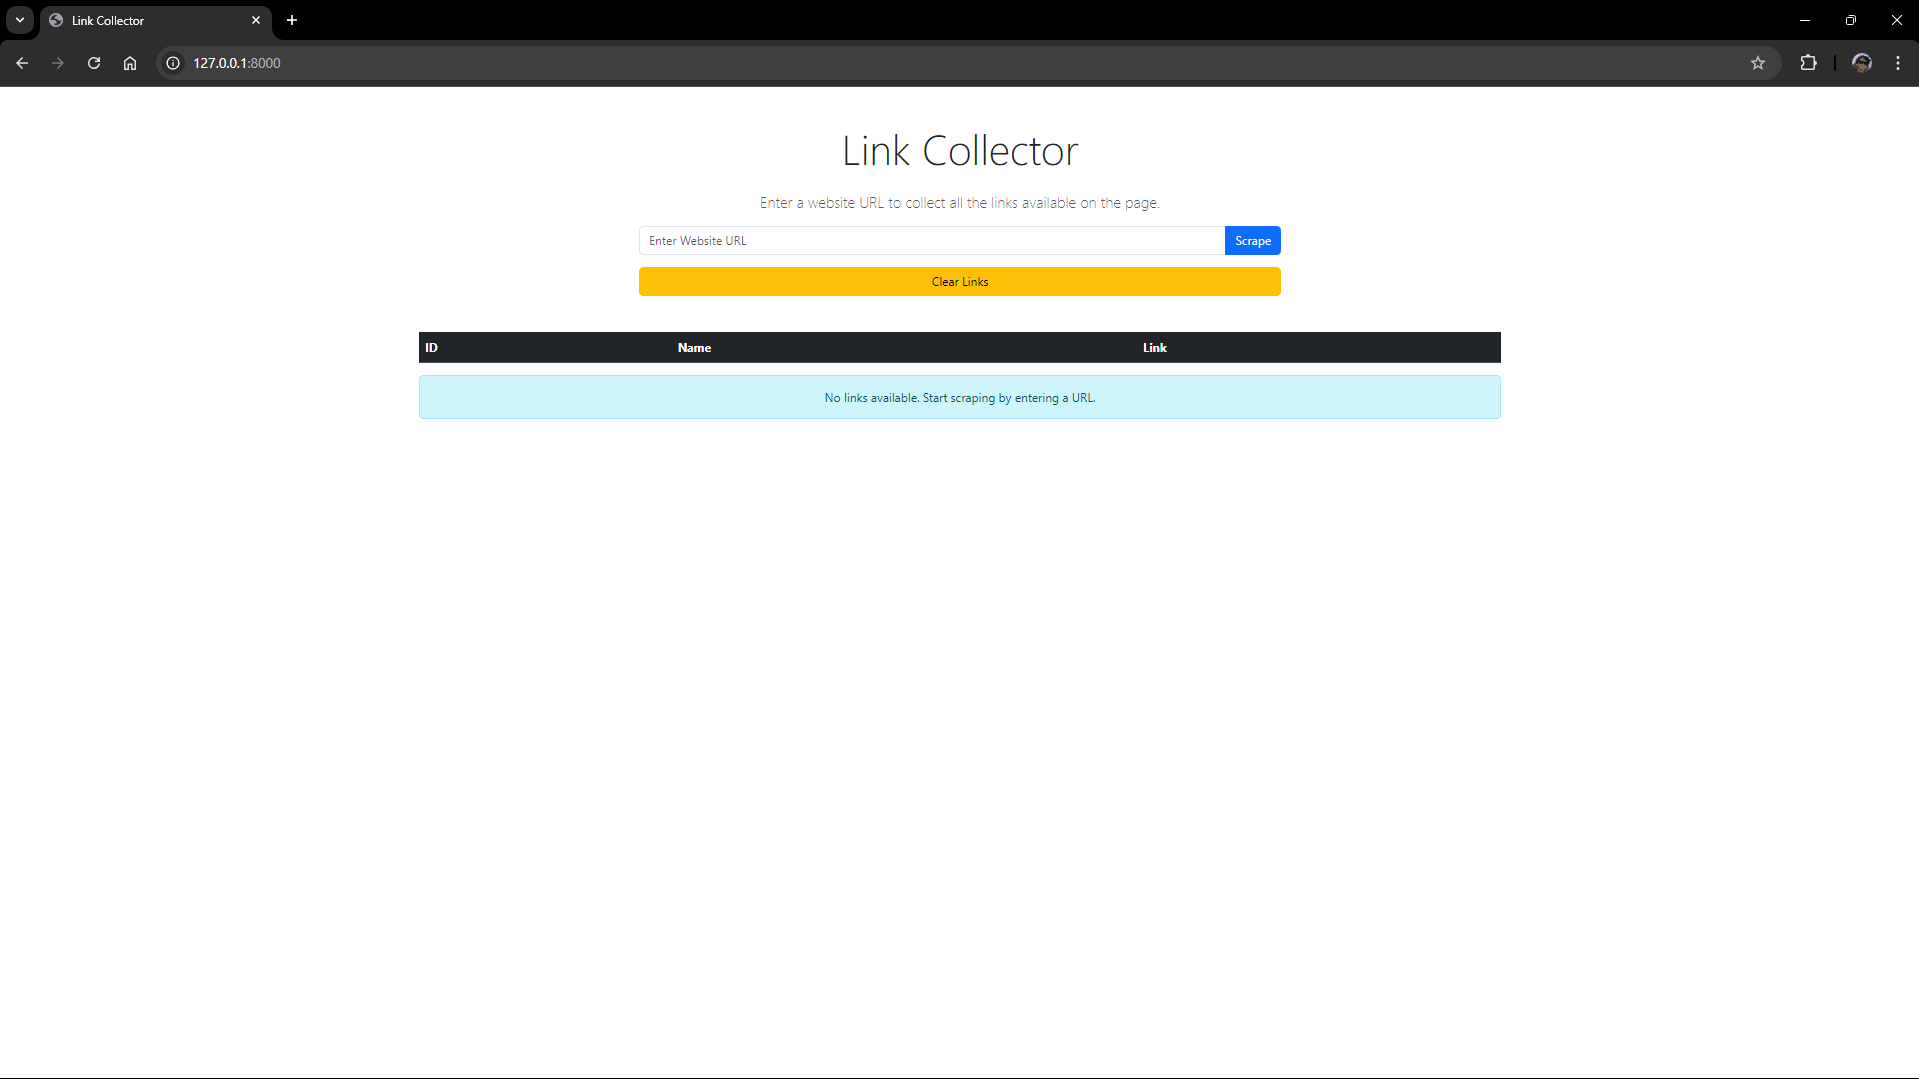 Link Collector
127.0.0.1:8000
Link Collector
Enter a website URL to collect all the links available on the page.
Enter Website URL
Scrape
Clear Links
ID Name Link
No links available. Start scraping by entering a URL.